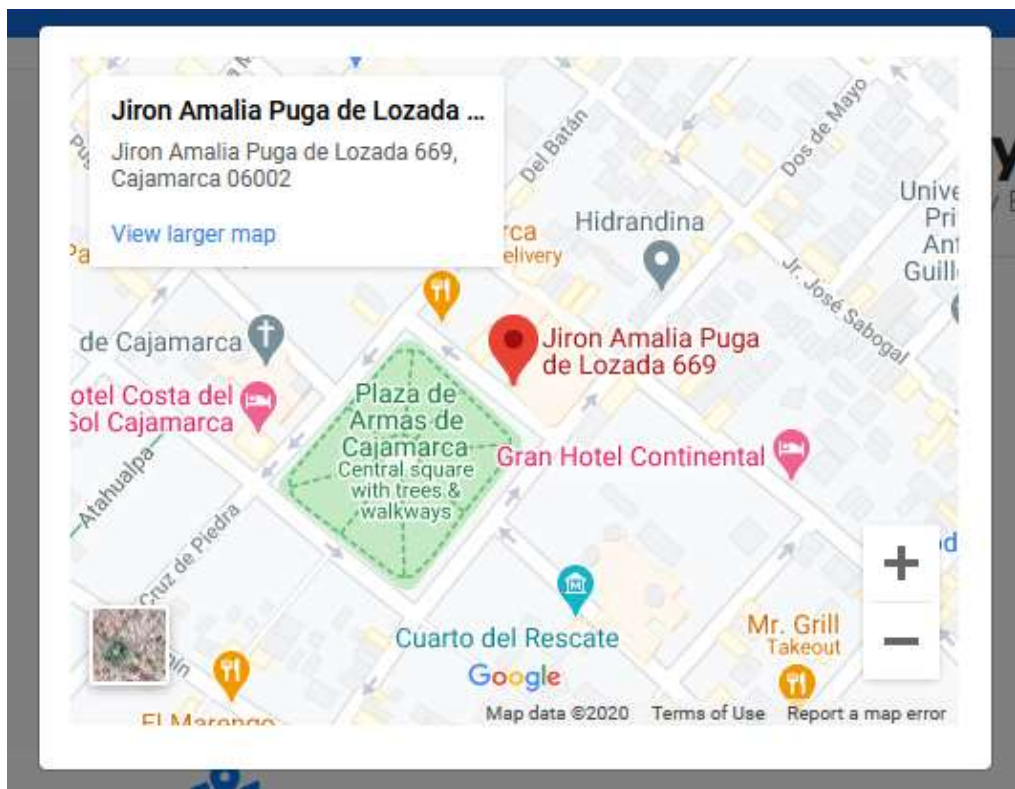 Jiron Amalia Puga de Lozada ...
Jiron Amalia Puga de Lozada 669,
Cajamarca 06002
View larger map
Del Batán
Dos de Mayo
Hidrandina
Jr. José Sabogal
de Cajamarca
Jiron Amalia Puga
de Lozada 669
otel Costa del
Sol Cajamarca
Plaza de
Armas de
Cajamarca
Central square
with trees &
walkways
Gran Hotel Continental
Atahualpa
Cruz de Piedra
Cuarto del Rescate
Mr. Grill
Takeout
El Marengo
Google
Map data ©2020 Terms of Use Report a map error